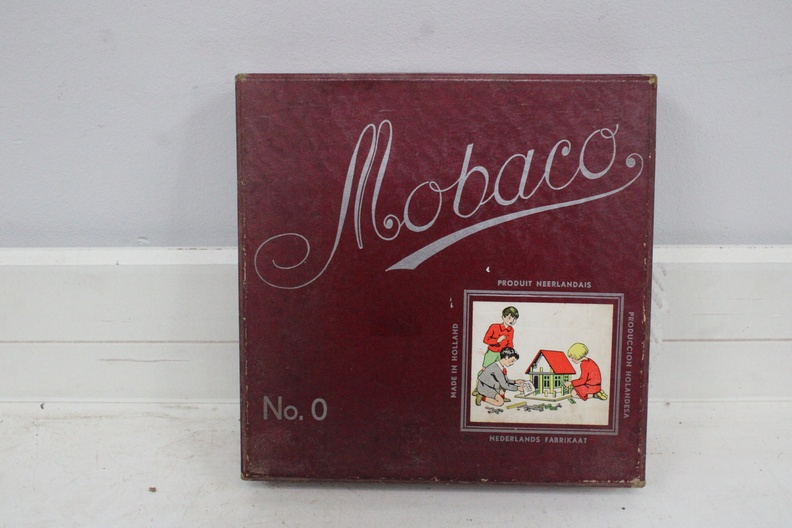 Mobaco
PRODUIT NEERLANDAIS
MADE IN HOLLAND
PRODUCCION HOLANDESA
No. 0
NEDERLANDS FABRIKAAT